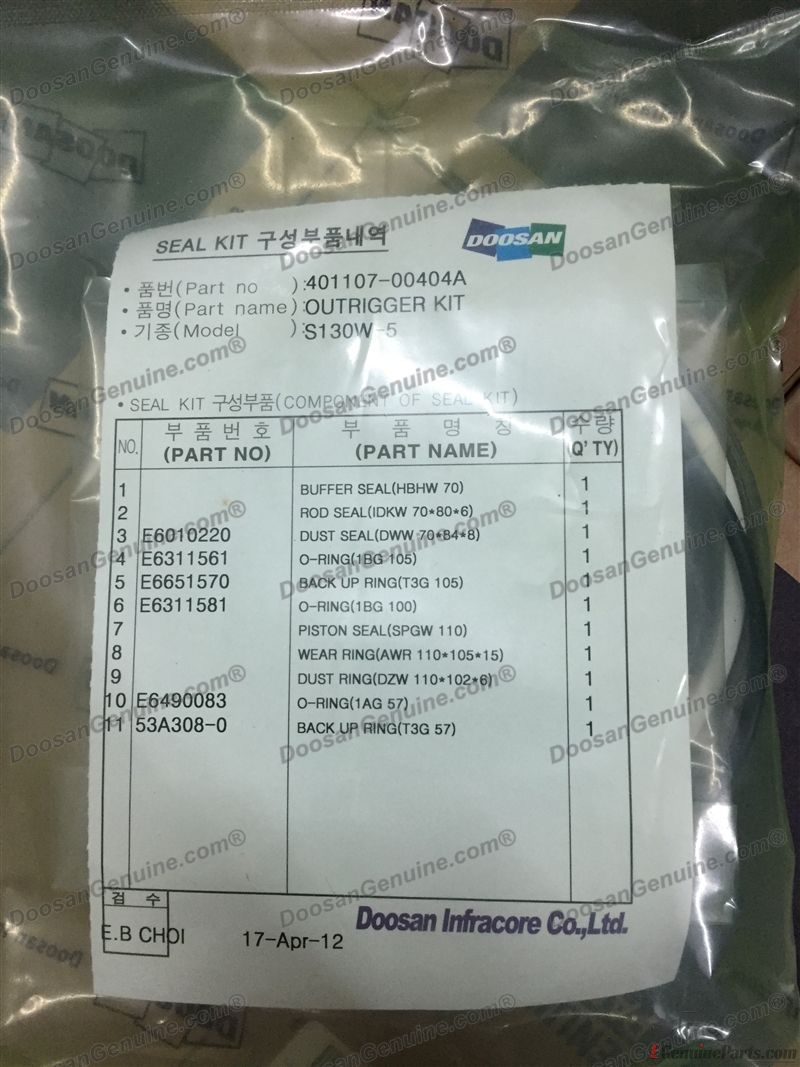 SEAL KIT 구성부품내역
DOOSAN
• 품번(Part no ):401107-00404A
• 품명(Part name):OUTRIGGER KIT
• 기종(Model ):S130W-5
• SEAL KIT 구성부품(COMPONENT OF SEAL KIT)
NO. 부 품 번 호 (PART NO) 부 품 명 칭 (PART NAME) 수량 (Q' TY)
1 BUFFER SEAL(HBHW 70) 1
2 ROD SEAL(IDKW 70*80*6) 1
3 E6010220 DUST SEAL(DWW 70*84*8) 1
4 E6311561 O-RING(1BG 105) 1
5 E6651570 BACK UP RING(T3G 105) 1
6 E6311581 O-RING(1BG 100) 1
7 PISTON SEAL(SPGW 110) 1
8 WEAR RING(AWR 110*105*15) 1
9 DUST RING(DZW 110*102*6) 1
10 E6490083 O-RING(1AG 57) 1
11 53A308-0 BACK UP RING(T3G 57) 1
검 수
E.B CHOI 17-Apr-12 Doosan Infracore Co.,Ltd.
DoosanGenuine.com®
GenuineParts.com